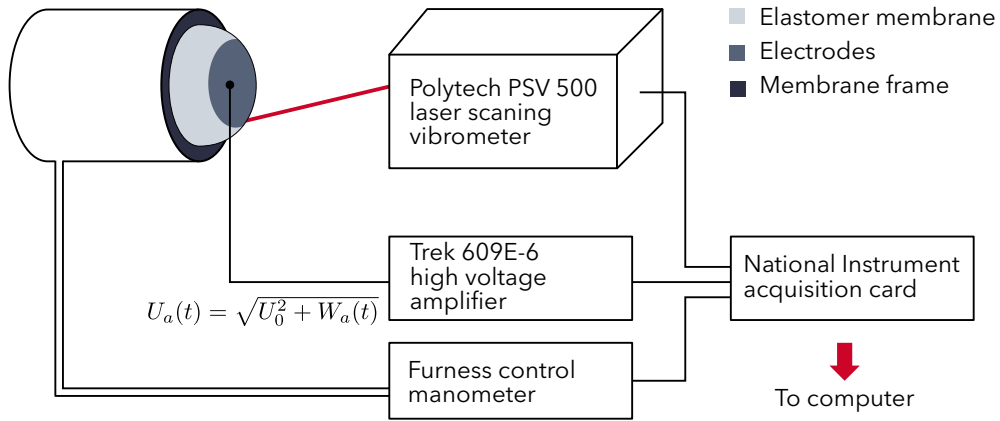 Elastomer membrane
Electrodes
Membrane frame
Polytech PSV 500
laser scaning
vibrometer
Trek 609E-6
high voltage
amplifier
National Instrument
acquisition card
U_a(t) = √(U_0^2 + W_a(t))
Furness control
manometer
To computer